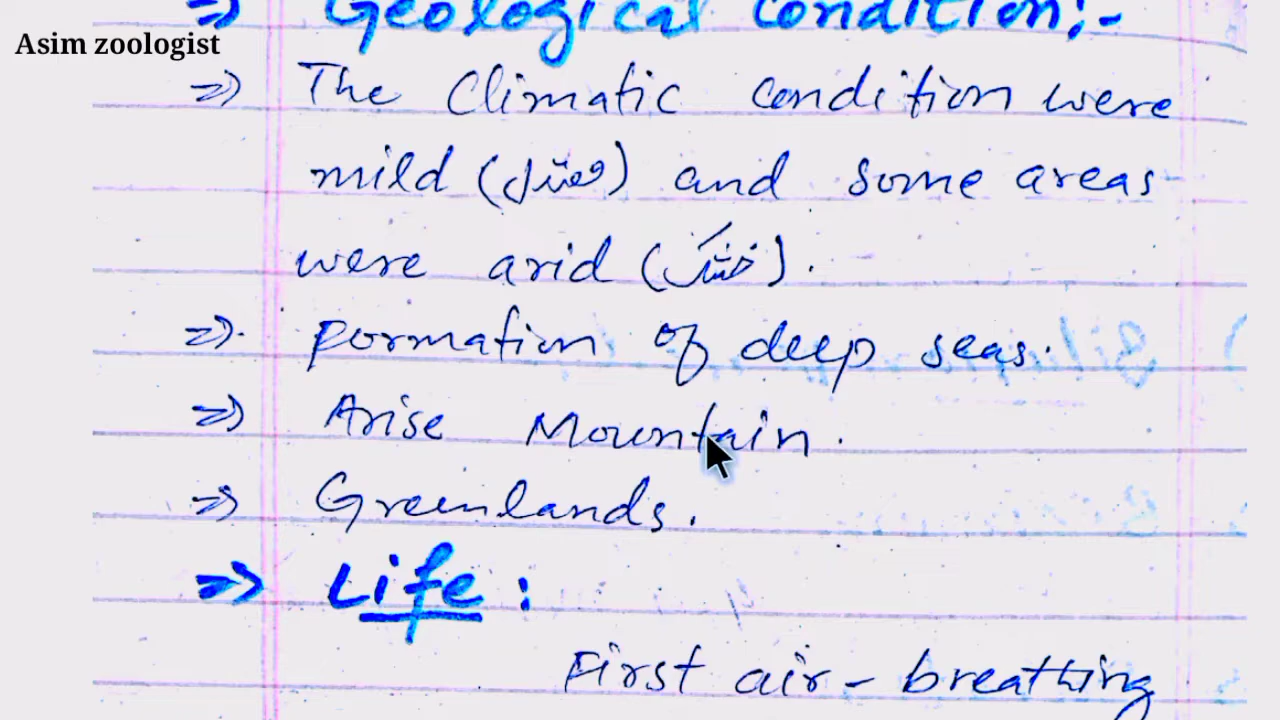 ⇒ Geological Condition:-
Asim zoologist
⇒ The Climatic condition were
mild (معتدل) and some areas
were arid (خشک).
⇒ Formation of deep seas.
⇒ Arise Mountain.
⇒ Greenlands.
⇒ Life:
First air-breathing